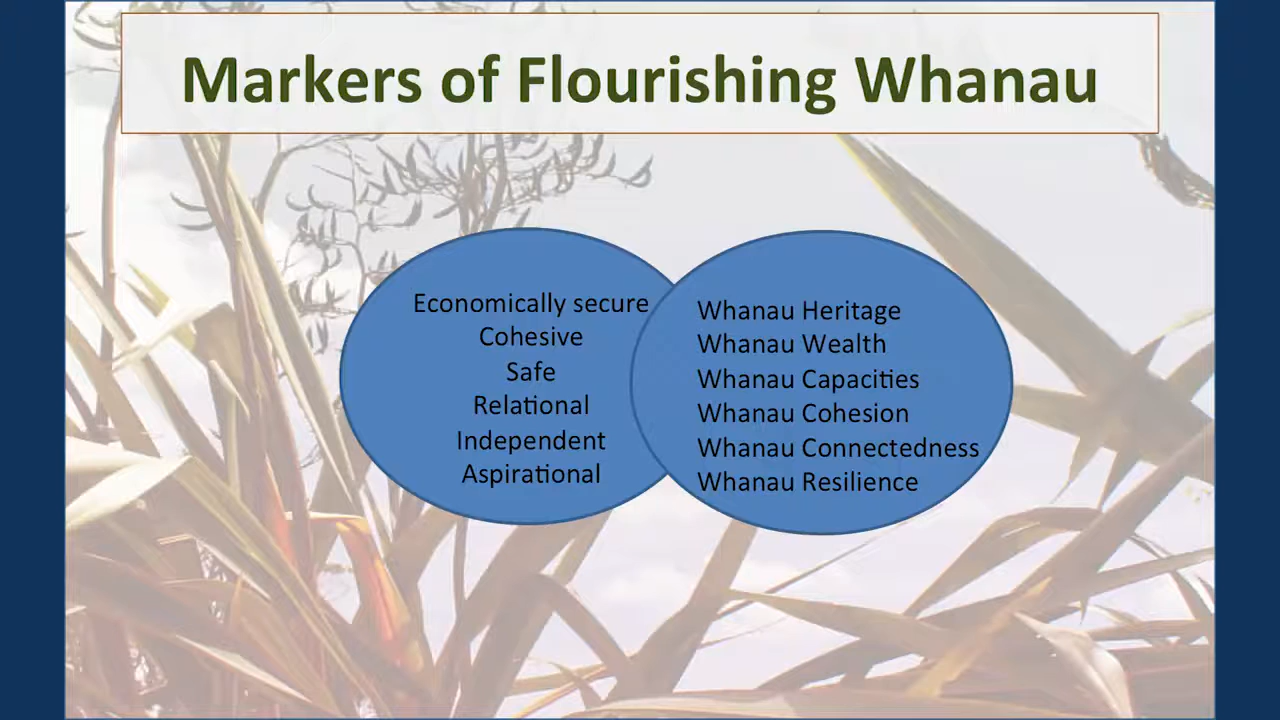 Markers of Flourishing Whanau
Economically secure
Cohesive
Safe
Relational
Independent
Aspirational
Whanau Heritage
Whanau Wealth
Whanau Capacities
Whanau Cohesion
Whanau Connectedness
Whanau Resilience